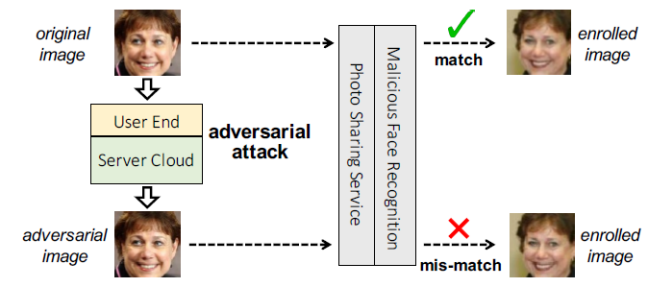 original
image
match
enrolled
image
User End
Server Cloud
adversarial
attack
Photo Sharing Service
Malicious Face Recognition
adversarial
image
mis-match
enrolled
image